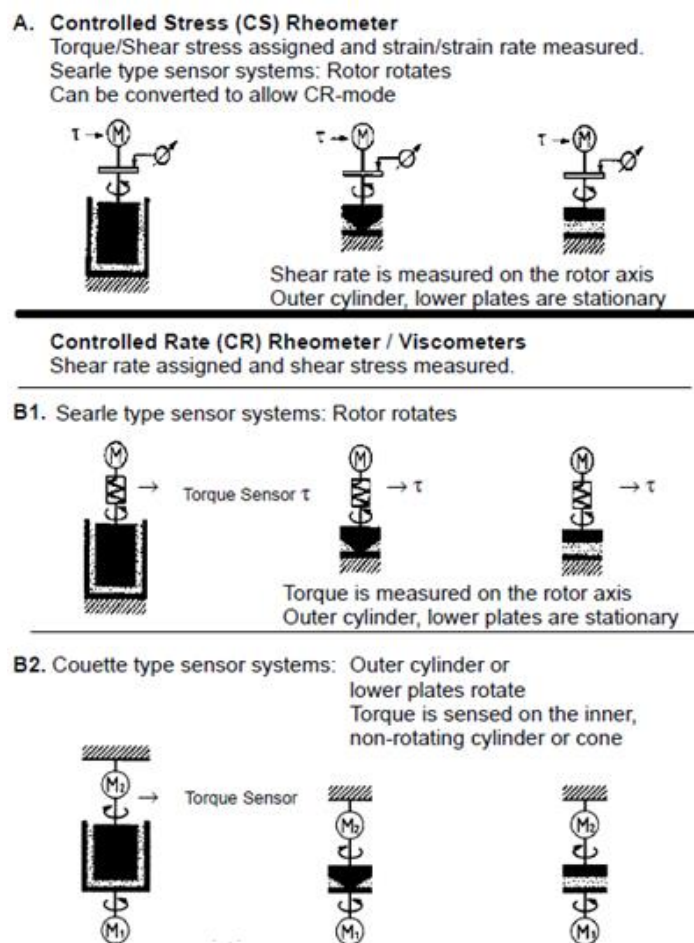 A. Controlled Stress (CS) Rheometer
Torque/Shear stress assigned and strain/strain rate measured.
Searle type sensor systems: Rotor rotates
Can be converted to allow CR-mode
τ → M
τ → M
τ → M
Shear rate is measured on the rotor axis
Outer cylinder, lower plates are stationary
Controlled Rate (CR) Rheometer / Viscometers
Shear rate assigned and shear stress measured.
B1. Searle type sensor systems: Rotor rotates
M
M
M
→ Torque Sensor τ
→ τ
→ τ
Torque is measured on the rotor axis
Outer cylinder, lower plates are stationary
B2. Couette type sensor systems: Outer cylinder or
lower plates rotate
Torque is sensed on the inner,
non-rotating cylinder or cone
M2
→ Torque Sensor
M2
M2
M1
M1
M3